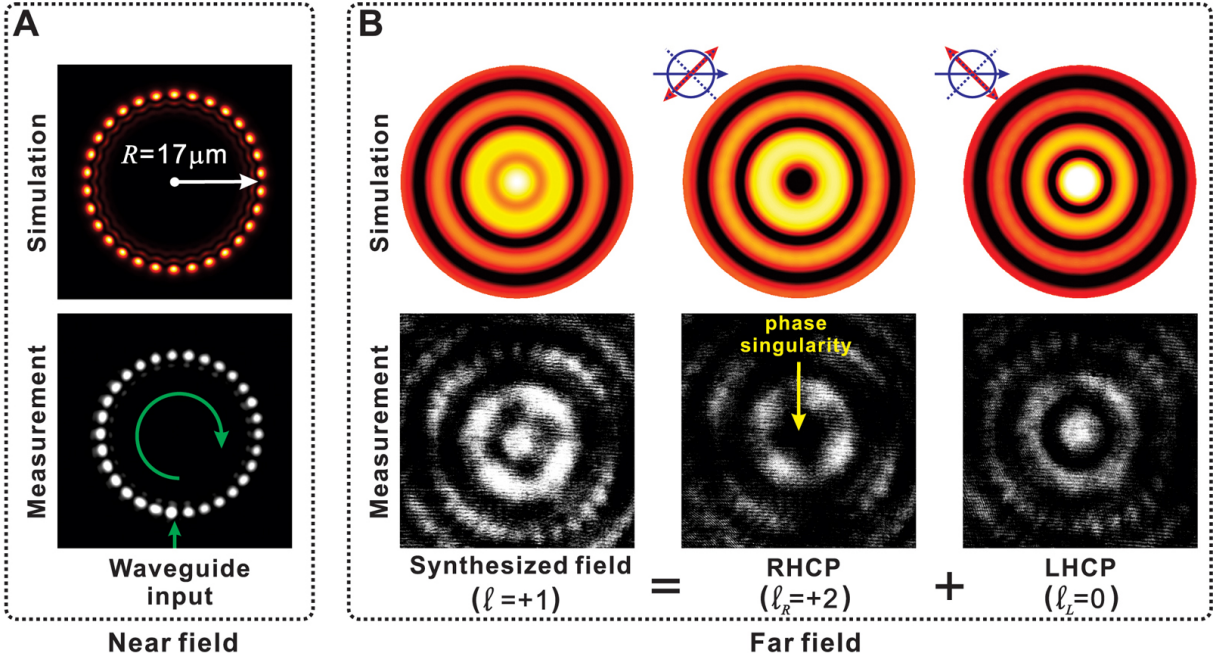 A
B
Simulation
R=17μm
Measurement
Waveguide
input
Near field
Simulation
Measurement
phase
singularity
Synthesized field
(ℓ =+1)
=
RHCP
(ℓR=+2)
+
LHCP
(ℓL=0)
Far field